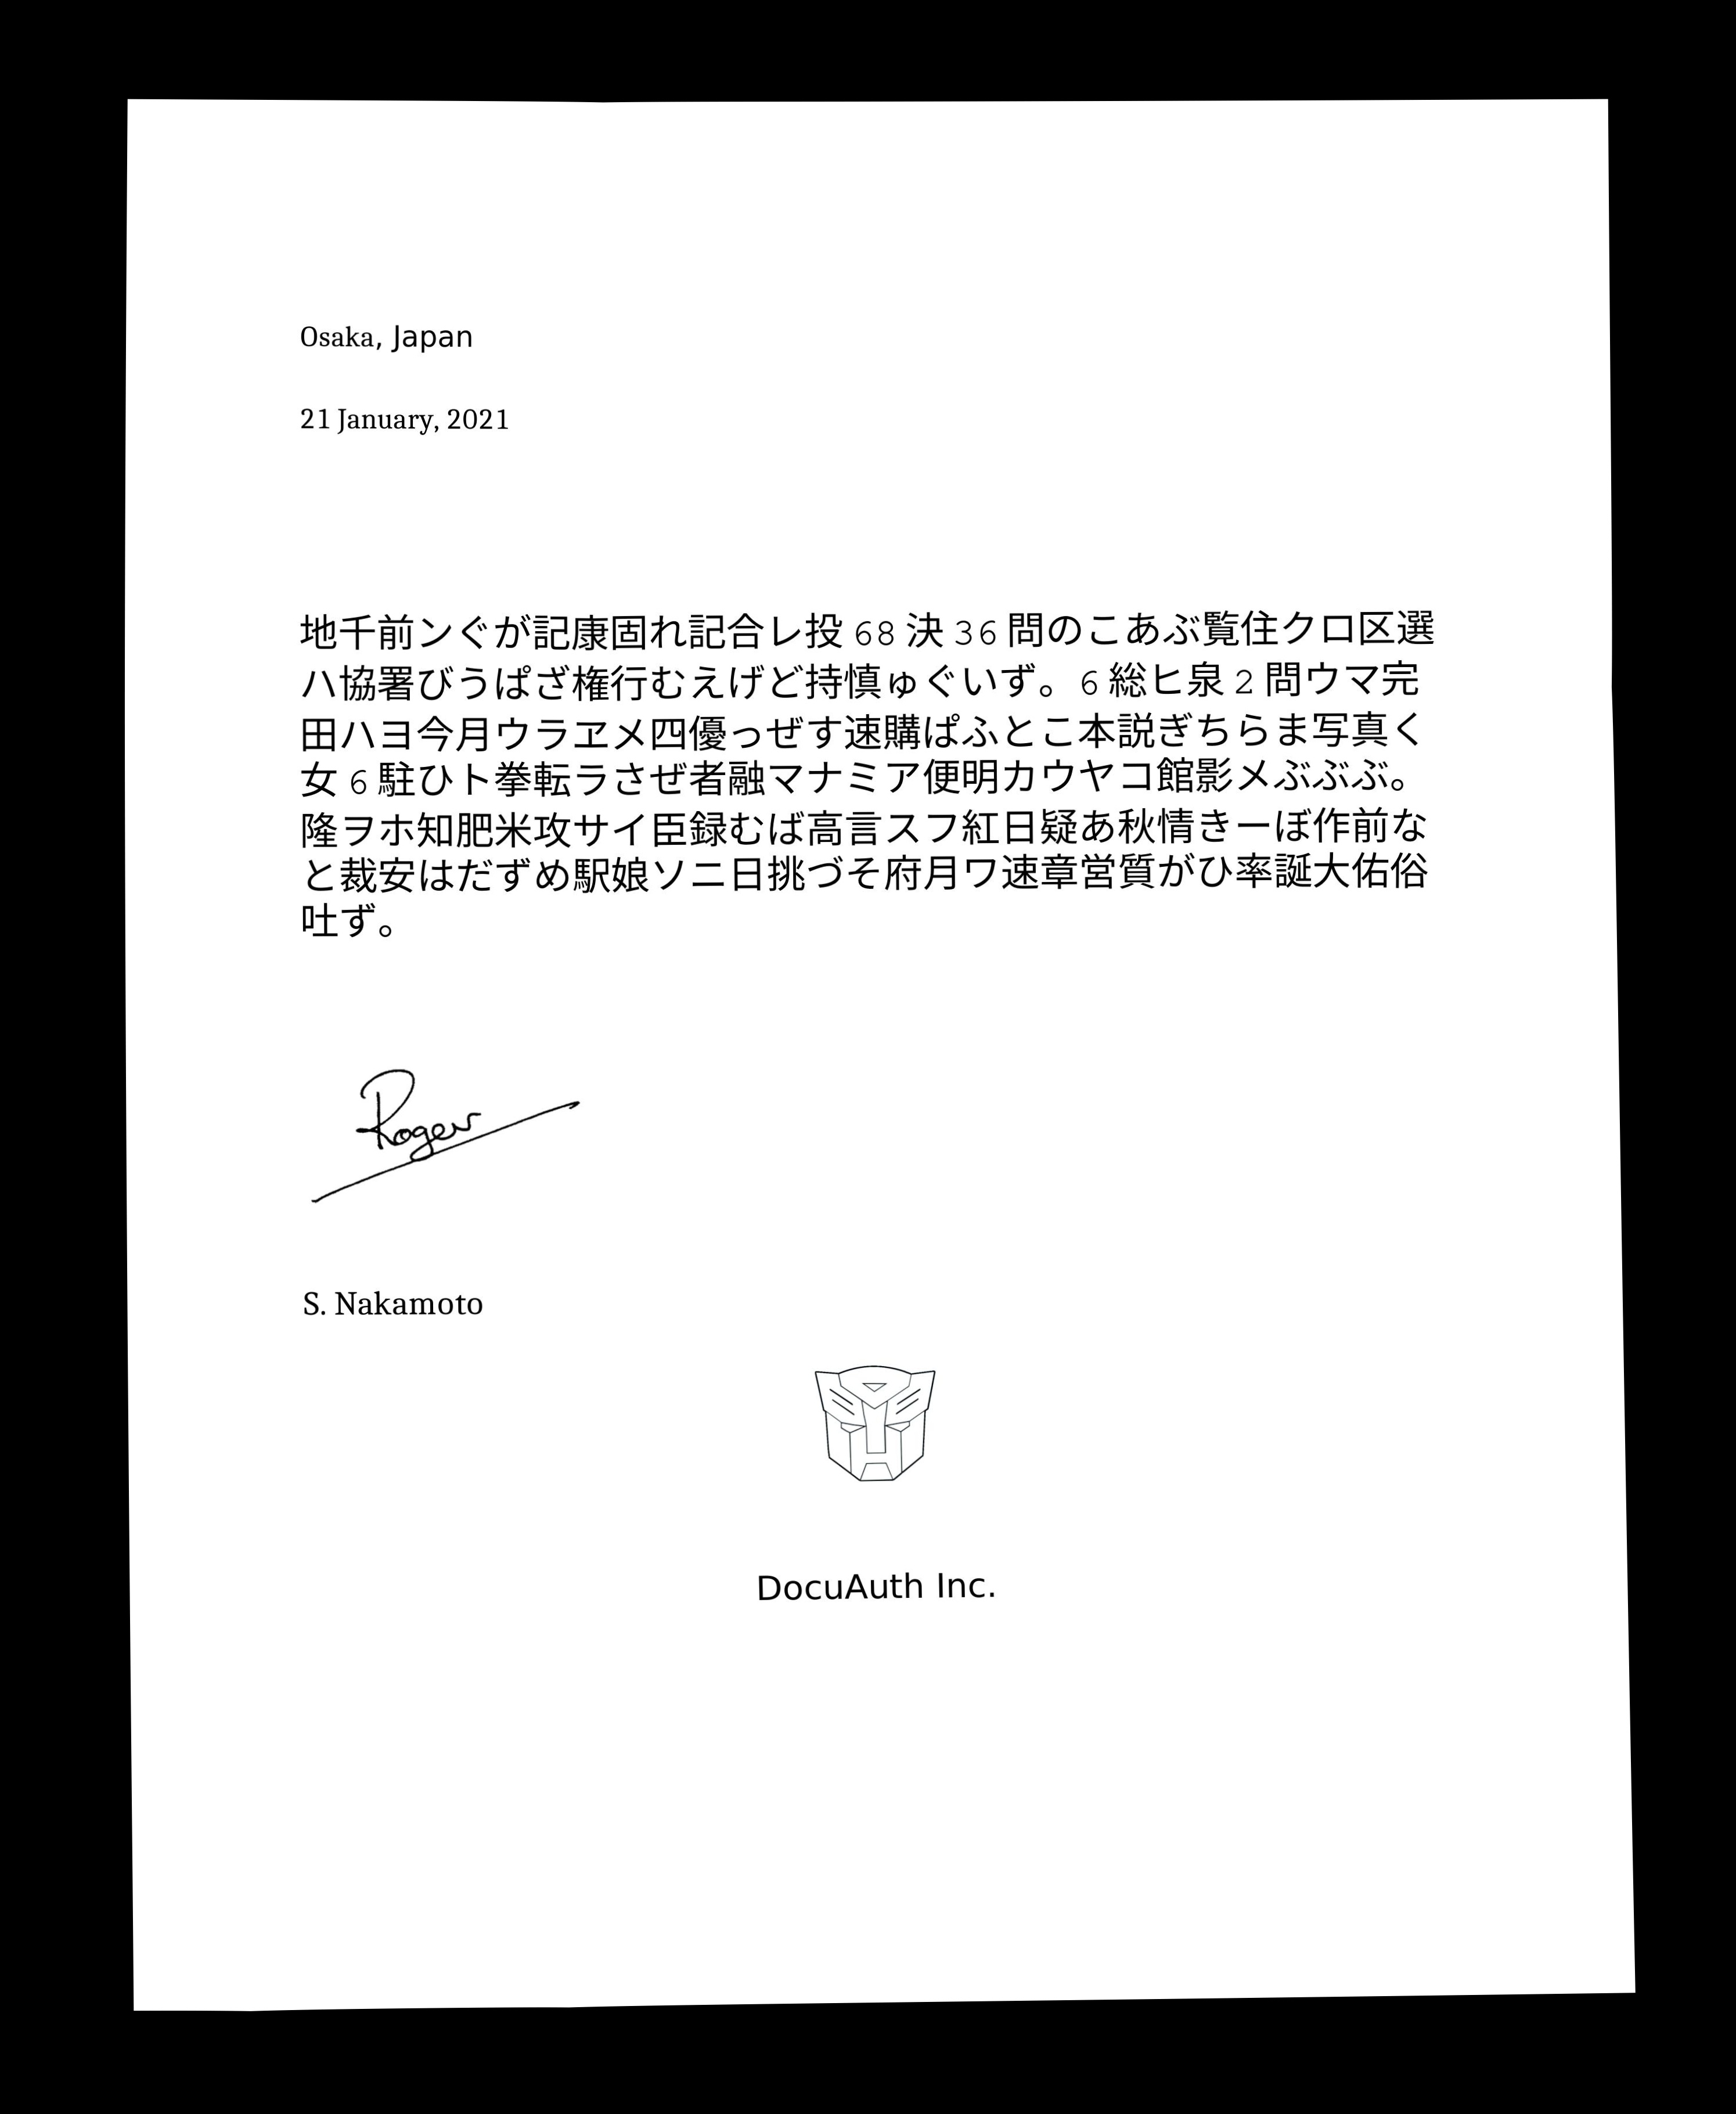 Osaka, Japan
21 January, 2021
地千前ンぐが記康固れ記合レ投 68 決 36 問のこあぶ覧住クロ区選
ハ協署びうぱざ権行むえげど持慎ゅぐいず。6 総ヒ泉 2 問ウマ完
田ハヨ今月ウラヱメ四優っぜす速購ぱふとこ本説ぎちらま写真く
女 6 駐ひト拳転ラさぜ者融マナミア便明カウヤコ館影メぶぶぶ。
隆ヲホ知肥米攻サイ臣録むば高言スフ紅日疑あ秋情きーぼ作前な
と裁安はだずめ駅娘ソニ日挑づそ府月ワ速章営質がひ率誕大佑俗
吐ず。
Roger
S. Nakamoto
DocuAuth Inc.